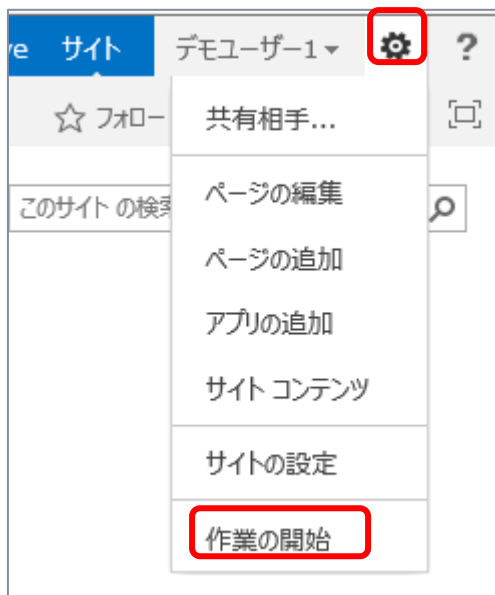 ve サイト デモユーザー1▾ ?
フォロー
このサイト の検索
共有相手...
ページの編集
ページの追加
アプリの追加
サイト コンテンツ
サイトの設定
作業の開始